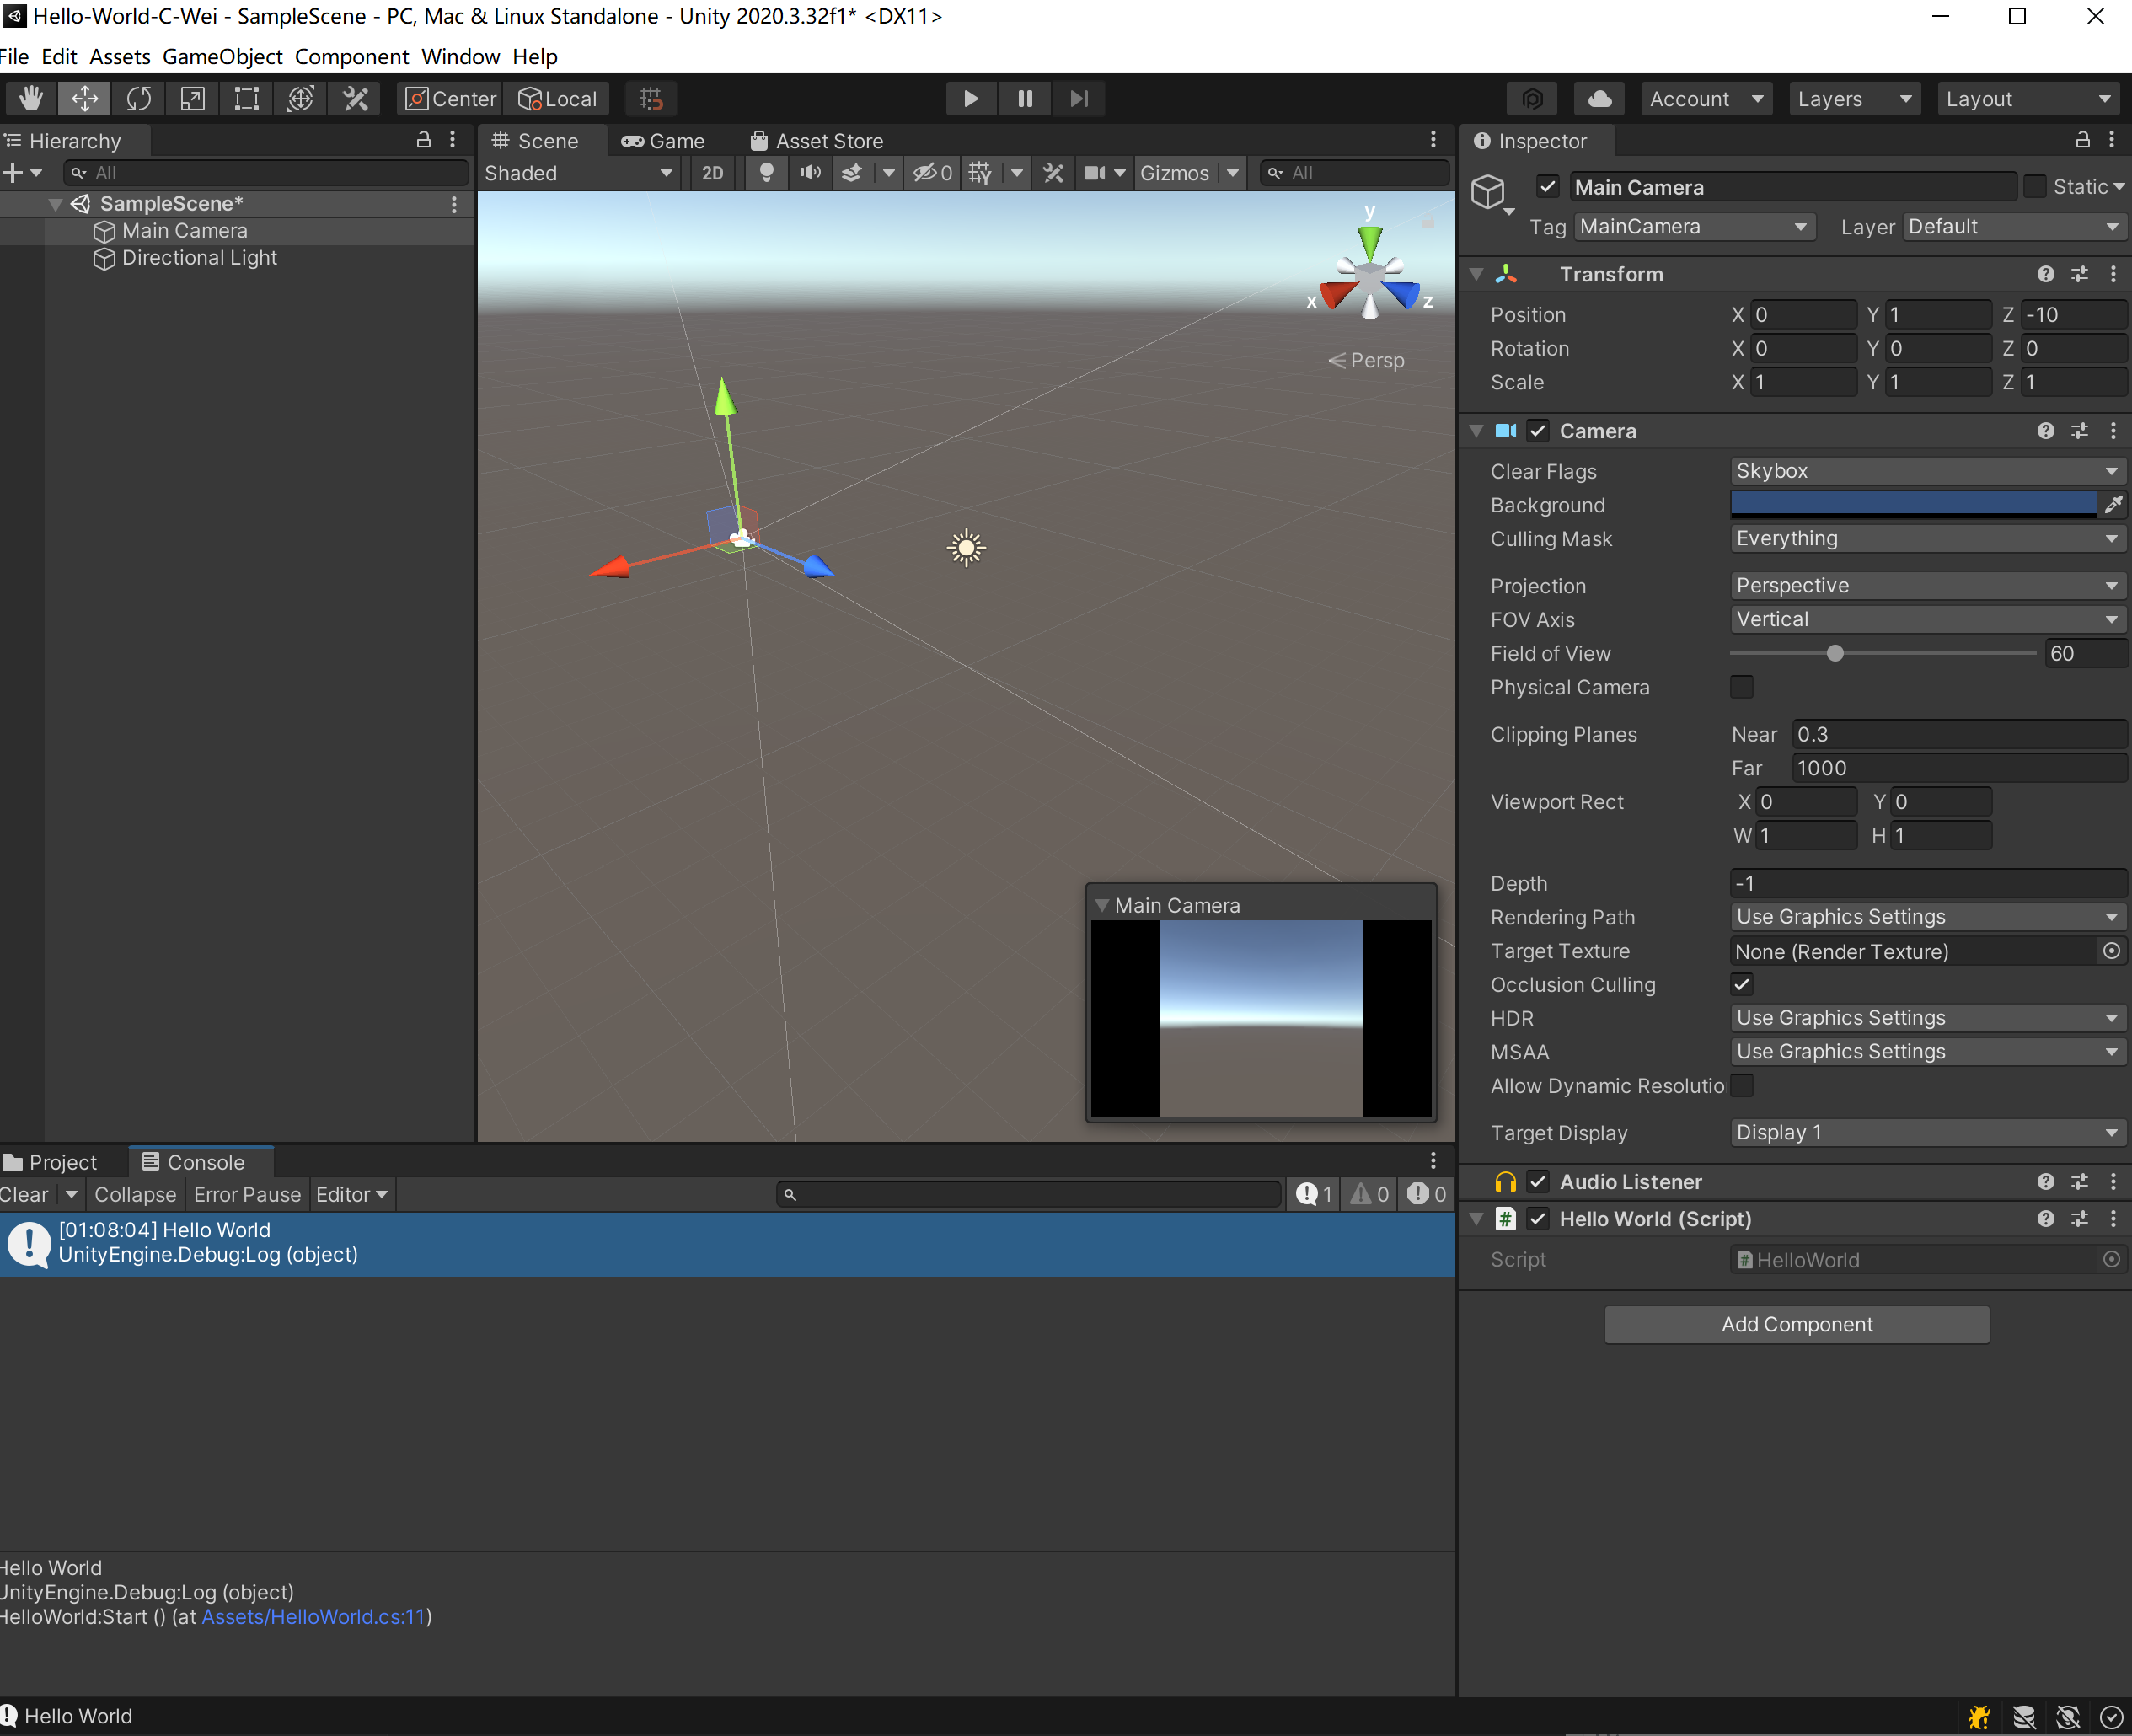 Hello-World-C-Wei - SampleScene - PC, Mac & Linux Standalone - Unity 2020.3.32f1* <DX11>
File Edit Assets GameObject Component Window Help
Center Local Account Layers Layout
Hierarchy
All
SampleScene*
Main Camera
Directional Light
Scene Game Asset Store
Shaded 2D 0 Gizmos All
y
x z
Persp
Main Camera
Inspector
Main Camera Static
Tag MainCamera Layer Default
Transform
Position X 0 Y 1 Z -10
Rotation X 0 Y 0 Z 0
Scale X 1 Y 1 Z 1
Camera
Clear Flags Skybox
Background
Culling Mask Everything
Projection Perspective
FOV Axis Vertical
Field of View 60
Physical Camera
Clipping Planes Near 0.3
Far 1000
Viewport Rect X 0 Y 0
W 1 H 1
Depth -1
Rendering Path Use Graphics Settings
Target Texture None (Render Texture)
Occlusion Culling
HDR Use Graphics Settings
MSAA Use Graphics Settings
Allow Dynamic Resolutio
Target Display Display 1
Audio Listener
# Hello World (Script)
Script # HelloWorld
Add Component
Project Console
Clear Collapse Error Pause Editor 1 0 0
[01:08:04] Hello World
UnityEngine.Debug:Log (object)
Hello World
UnityEngine.Debug:Log (object)
HelloWorld:Start () (at Assets/HelloWorld.cs:11)
Hello World